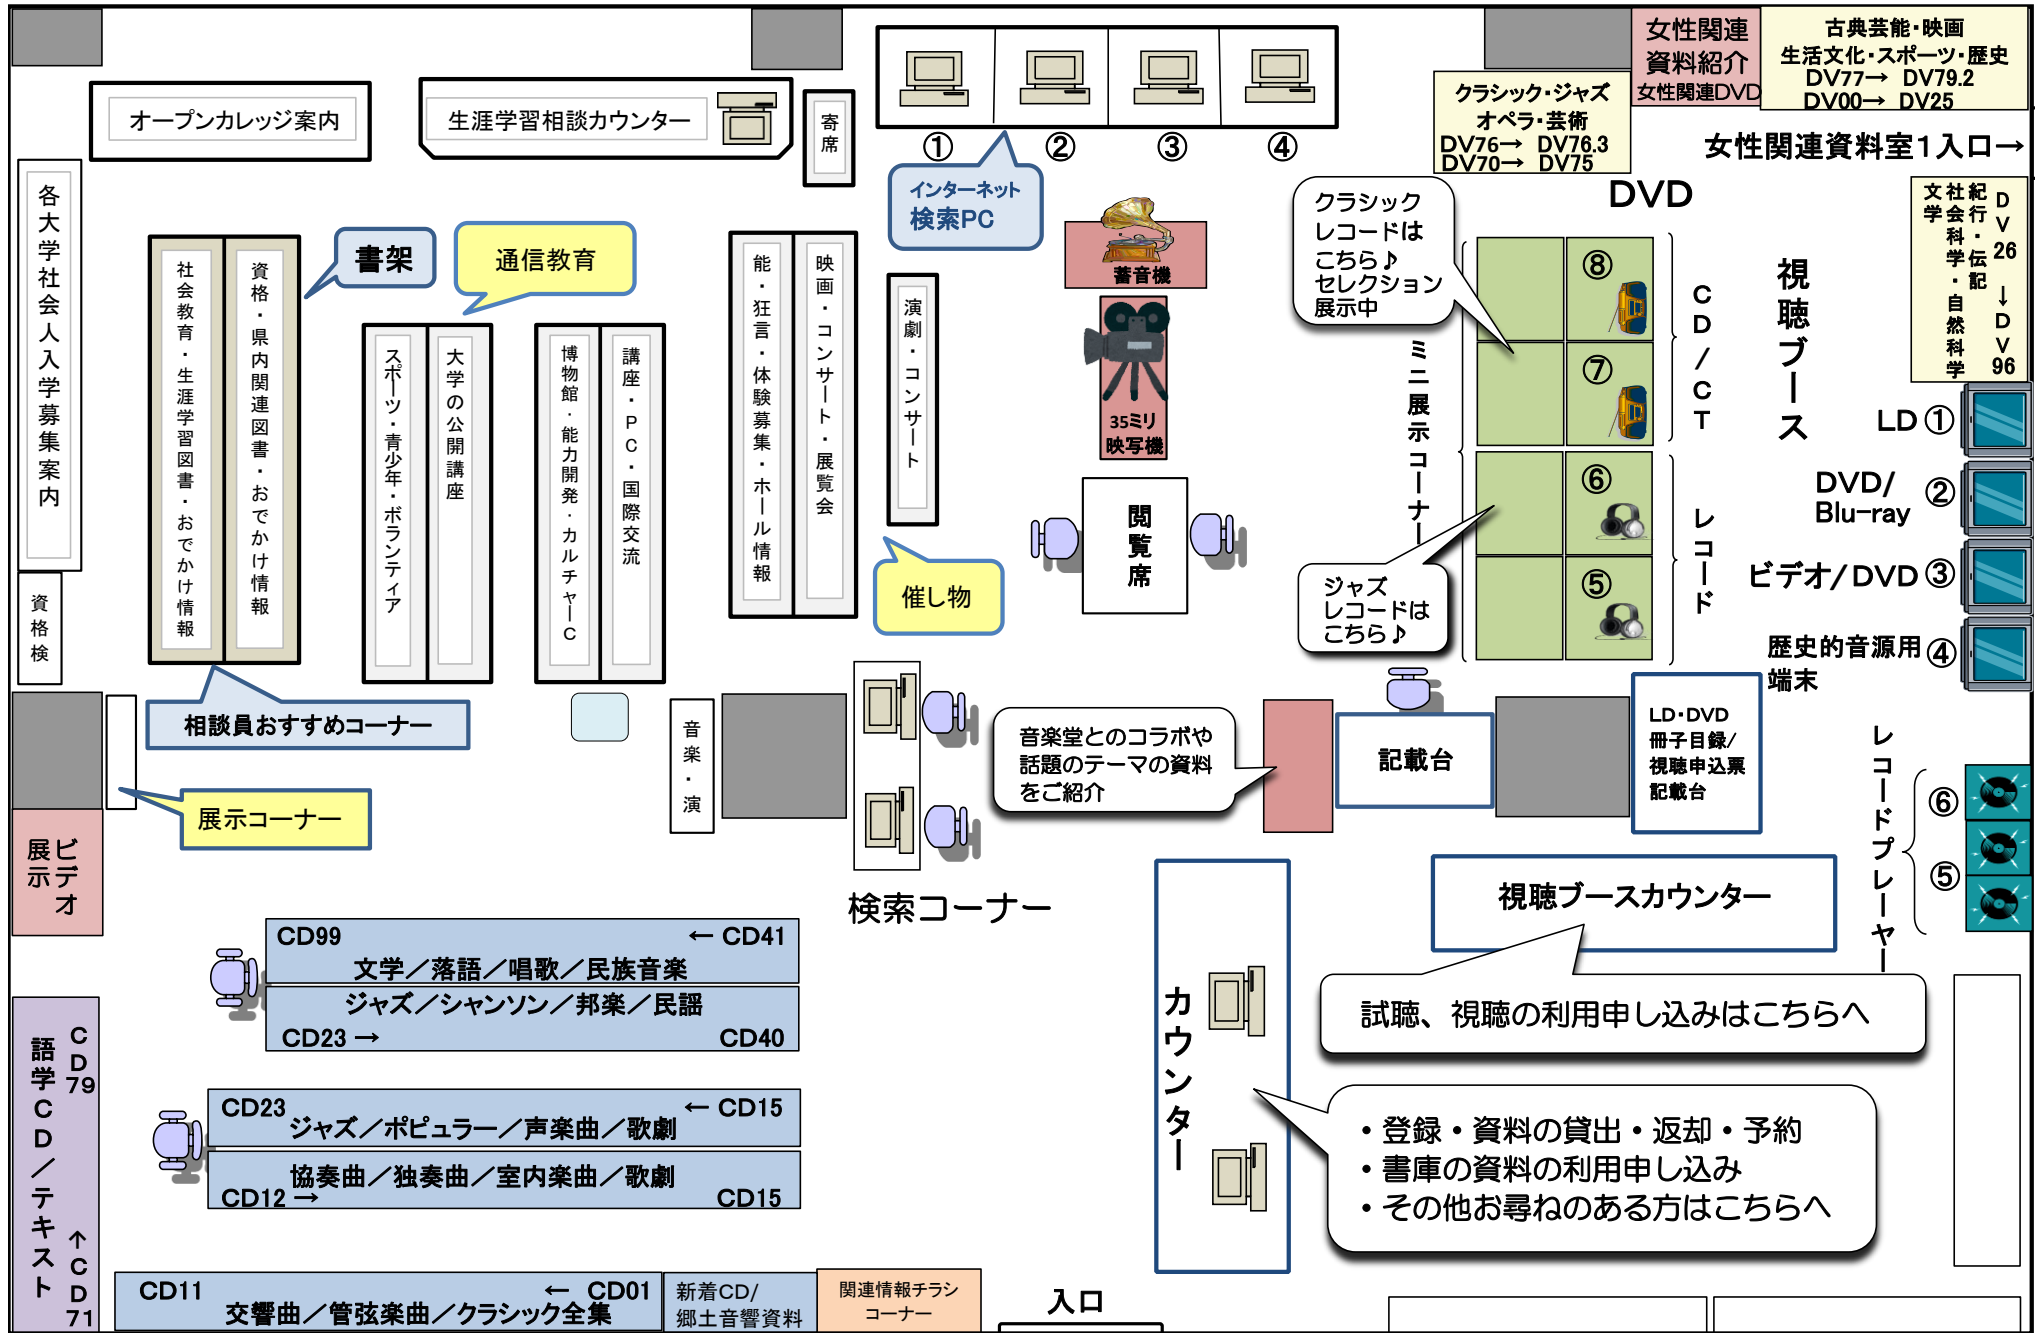 オープンカレッジ案内
生涯学習相談カウンター
寄席
①
②
③
④
インターネット
検索PC
クラシック・ジャズ
オペラ・芸術
DV76→ DV76.3
DV70→ DV75
女性関連
資料紹介
女性関連DVD
古典芸能・映画
生活文化・スポーツ・歴史
DV77→ DV79.2
DV00→ DV25
女性関連資料室1入口→
各大学社会人入学募集案内
資格検
社会教育・生涯学習図書・おでかけ情報
資格・県内関連図書・おでかけ情報
書架
通信教育
スポーツ・青少年・ボランティア
大学の公開講座
博物館・能力開発・カルチャーC
講座・PC・国際交流
能・狂言・体験募集・ホール情報
映画・コンサート・展覧会
演劇・コンサート
催し物
蓄音機
35ミリ
映写機
閲覧席
クラシック
レコードは
こちら♪
セレクション
展示中
ミニ展示コーナー
ジャズ
レコードは
こちら♪
DVD
⑧
⑦
⑥
⑤
CD/CT
レコード
視聴ブース
DV26 →DV96
紀行・伝記
社会科学・自然科学
文学
LD ①
DVD/
Blu-ray
②
ビデオ/DVD ③
歴史的音源用
端末
④
相談員おすすめコーナー
展示コーナー
ビデオ
展示
音楽・演
検索コーナー
音楽堂とのコラボや
話題のテーマの資料
をご紹介
記載台
LD・DVD
冊子目録/
視聴申込票
記載台
レコードプレーヤー
⑥
⑤
視聴ブースカウンター
試聴、視聴の利用申し込みはこちらへ
カウンター
・登録・資料の貸出・返却・予約
・書庫の資料の利用申し込み
・その他お尋ねのある方はこちらへ
CD99 ← CD41
文学／落語／唱歌／民族音楽
ジャズ／シャンソン／邦楽／民謡
CD23 → CD40
CD23 ← CD15
ジャズ／ポピュラー／声楽曲／歌劇
協奏曲／独奏曲／室内楽曲／歌劇
CD12 → CD15
語学CD／テキスト
CD79
↑CD71
CD11 ← CD01
交響曲／管弦楽曲／クラシック全集
新着CD/
郷土音響資料
関連情報チラシ
コーナー
入口